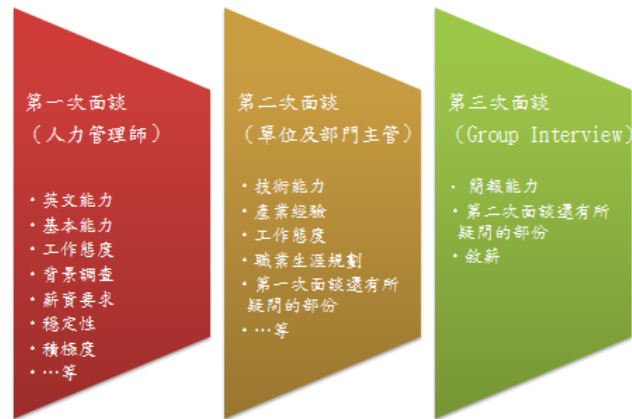 第一次面談
（人力管理師）
・英文能力
・基本能力
・工作態度
・背景調查
・薪資要求
・穩定性
・積極度
・…等
第二次面談
（單位及部門主管）
・技術能力
・產業經驗
・工作態度
・職業生涯規劃
・第一次面談還有所
疑問的部份
・…等
第三次面談
（Group Interview）
・簡報能力
・第二次面談還有所
疑問的部份
・敘薪